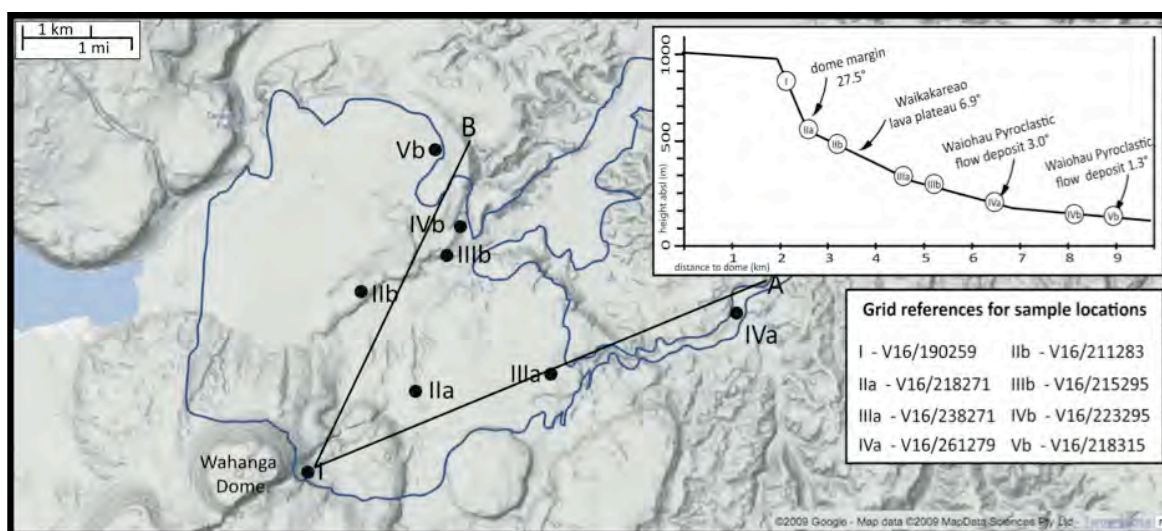 1 km
1 mi
B
Vb
IVb
IIIb
IIb
A
IVa
IIIa
IIa
I
Wahanga
Dome
1000
500
0
height absl (m)
0 1 2 3 4 5 6 7 8 9
distance to dome (km)
dome margin
27.5°
Waikakareao
lava plateau 6.9°
Waiohau Pyroclastic
flow deposit 3.0°
Waiohau Pyroclastic
flow deposit 1.3°
I
IIa
IIb
IIIa
IIIb
IVa
IVb
Vb
Grid references for sample locations
I - V16/190259 IIb - V16/211283
IIa - V16/218271 IIIb - V16/215295
IIIa - V16/238271 IVb - V16/223295
IVa - V16/261279 Vb - V16/218315
©2009 Google - Map data ©2009 MapData Sciences Pty Ltd -